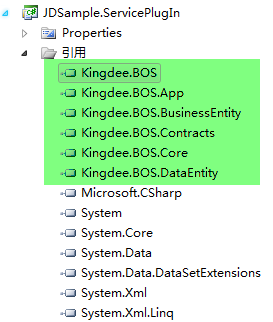 JDSample.ServicePlugIn
Properties
引用
Kingdee.BOS
Kingdee.BOS.App
Kingdee.BOS.BusinessEntity
Kingdee.BOS.Contracts
Kingdee.BOS.Core
Kingdee.BOS.DataEntity
Microsoft.CSharp
System
System.Core
System.Data
System.Data.DataSetExtensions
System.Xml
System.Xml.Linq